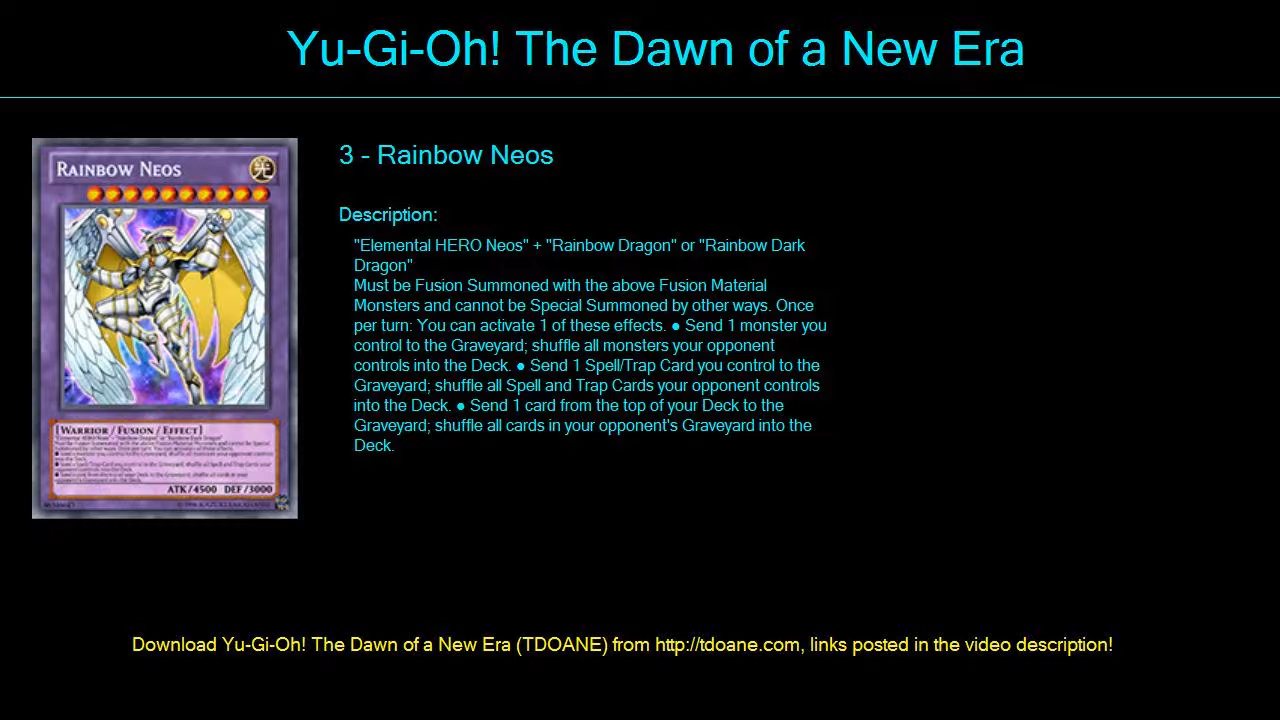 Yu-Gi-Oh! The Dawn of a New Era
RAINBOW NEOS
光
3 - Rainbow Neos
Description:
"Elemental HERO Neos" + "Rainbow Dragon" or "Rainbow Dark
Dragon"
Must be Fusion Summoned with the above Fusion Material
Monsters and cannot be Special Summoned by other ways. Once
per turn: You can activate 1 of these effects. ● Send 1 monster you
control to the Graveyard; shuffle all monsters your opponent
controls into the Deck. ● Send 1 Spell/Trap Card you control to the
Graveyard; shuffle all Spell and Trap Cards your opponent controls
into the Deck. ● Send 1 card from the top of your Deck to the
Graveyard; shuffle all cards in your opponent's Graveyard into the
Deck.
[WARRIOR / FUSION / EFFECT]
ATK/4500 DEF/3000
Download Yu-Gi-Oh! The Dawn of a New Era (TDOANE) from http://tdoane.com, links posted in the video description!